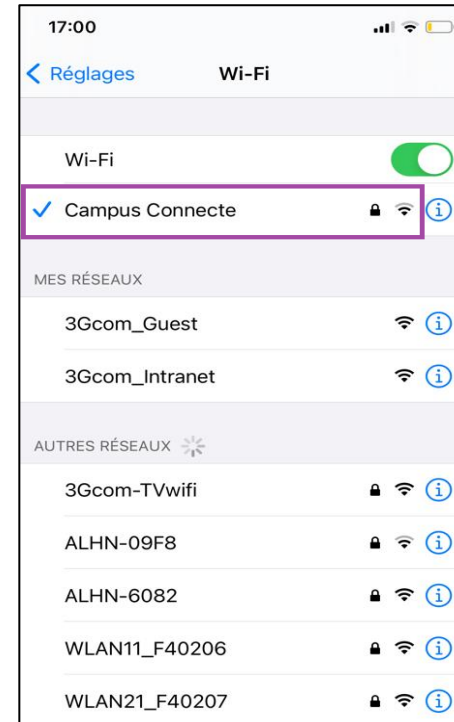 17:00
Réglages Wi-Fi
Wi-Fi
Campus Connecte
MES RÉSEAUX
3Gcom_Guest
3Gcom_Intranet
AUTRES RÉSEAUX
3Gcom-TVwifi
ALHN-09F8
ALHN-6082
WLAN11_F40206
WLAN21_F40207